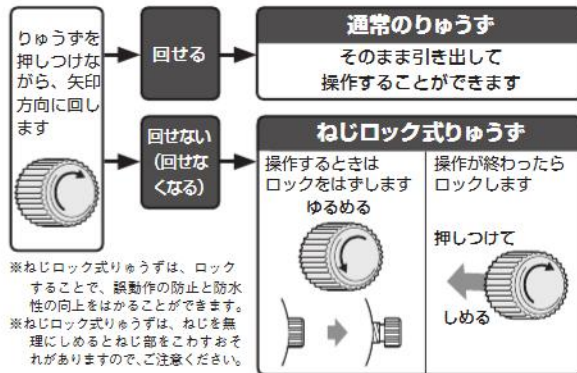 りゅうずを
押しつけな
がら、矢印
方向に回し
ます
回せる
通常のりゅうず
そのまま引き出して
操作することができます
回せない
(回せな
くなる)
ねじロック式りゅうず
操作するときは
ロックをはずします
ゆるめる
操作が終わったら
ロックします
押しつけて
しめる
※ねじロック式りゅうずは、ロック
することで、誤動作の防止と防水
性の向上をはかることができます。
※ねじロック式りゅうずは、ねじを無
理にしめるとねじ部をこわすおそ
れがありますので、ご注意ください。